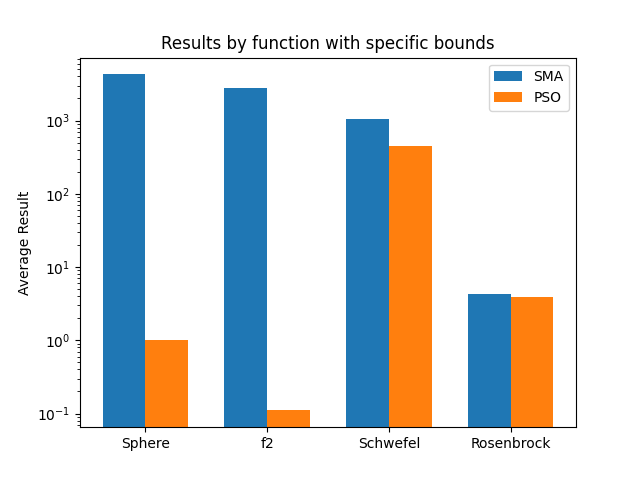 Results by function with specific bounds
SMA
PSO
Average Result
10³
10²
10¹
10⁰
10⁻¹
Sphere
f2
Schwefel
Rosenbrock